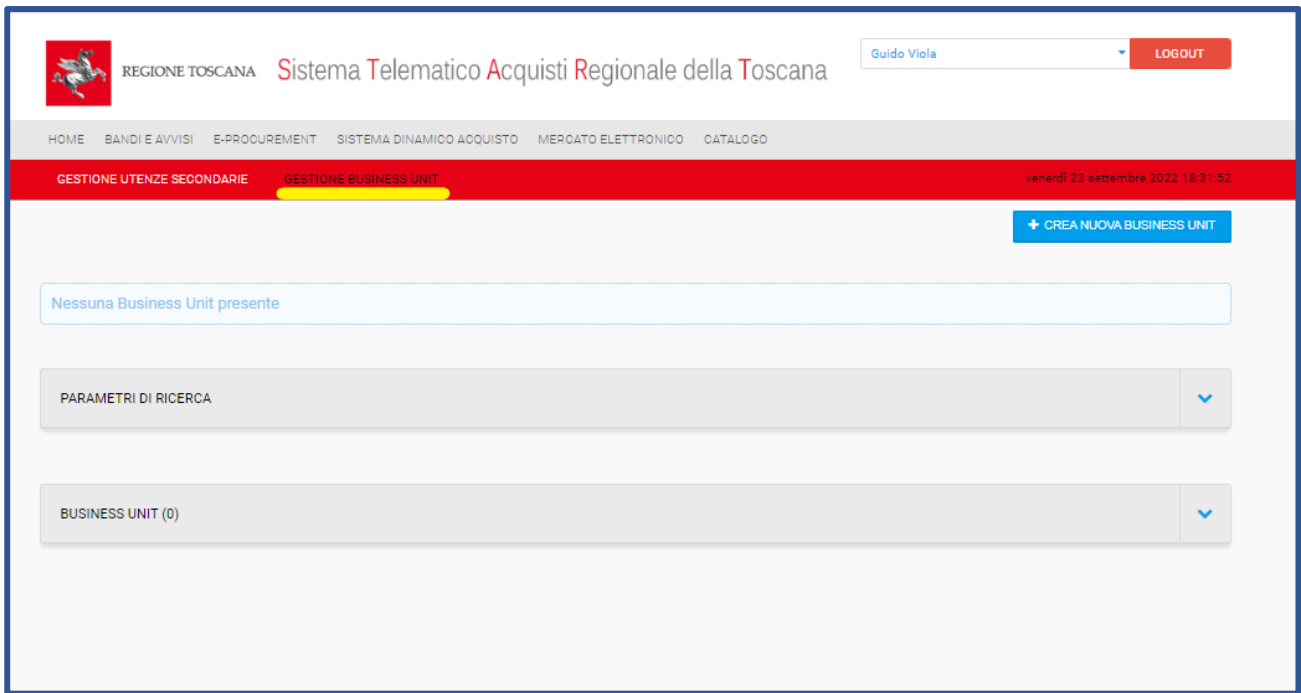 Guido Viola
LOGOUT
REGIONE TOSCANA Sistema Telematico Acquisti Regionale della Toscana
HOME BANDI E AVVISI E-PROCUREMENT SISTEMA DINAMICO ACQUISTO MERCATO ELETTRONICO CATALOGO
GESTIONE UTENZE SECONDARIE GESTIONE BUSINESS UNIT venerdì 23 settembre 2022 18:31:52
+ CREA NUOVA BUSINESS UNIT
Nessuna Business Unit presente
PARAMETRI DI RICERCA
BUSINESS UNIT (0)